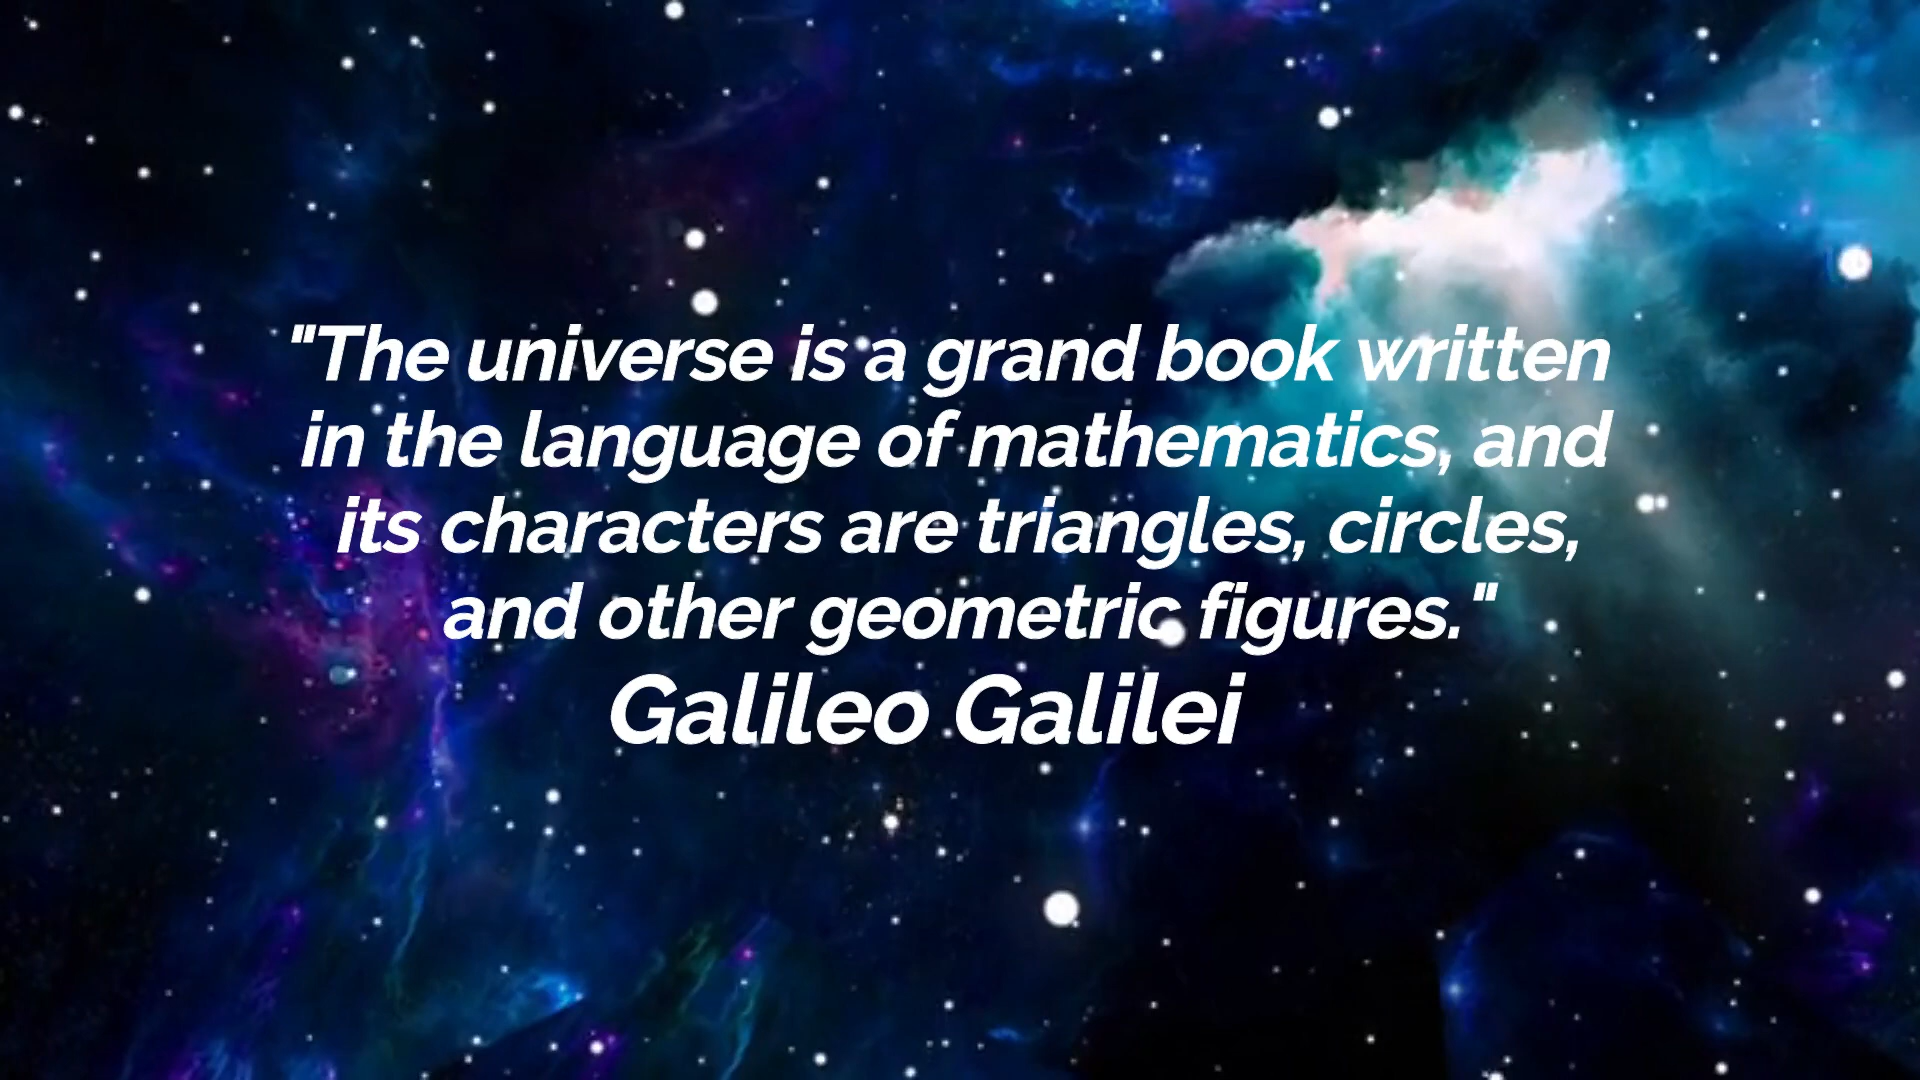 "The universe is a grand book written
in the language of mathematics, and
its characters are triangles, circles,
and other geometric figures."
Galileo Galilei